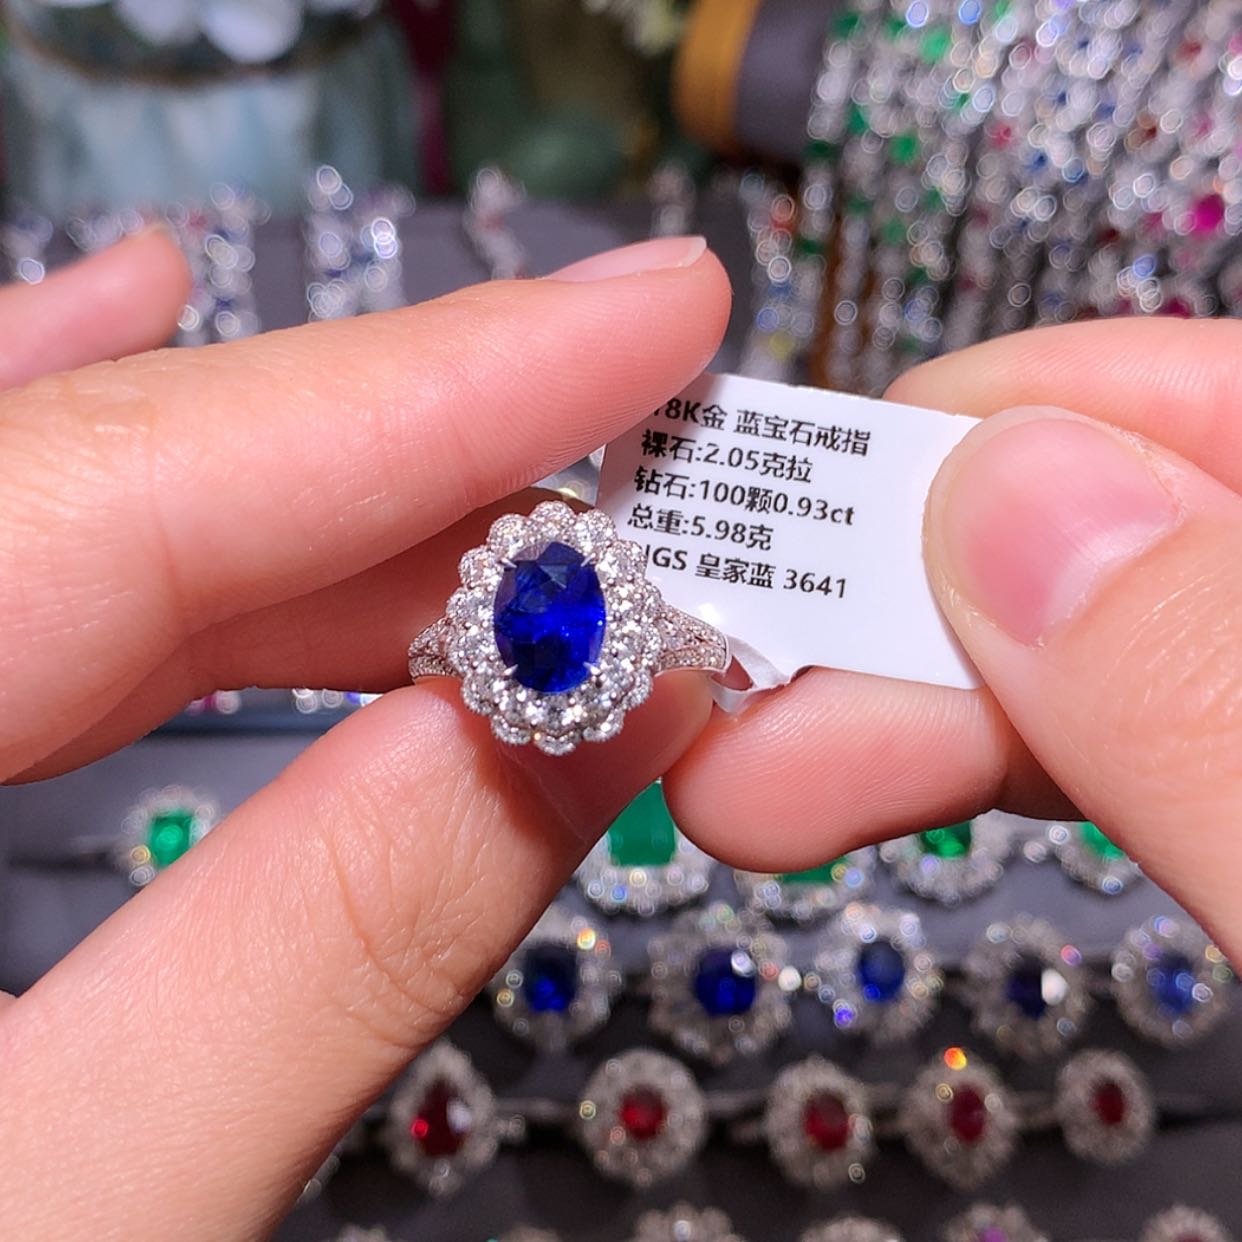 18K金 蓝宝石戒指
裸石:2.05克拉
钻石:100颗0.93ct
总重:5.98克
皇家蓝 3641